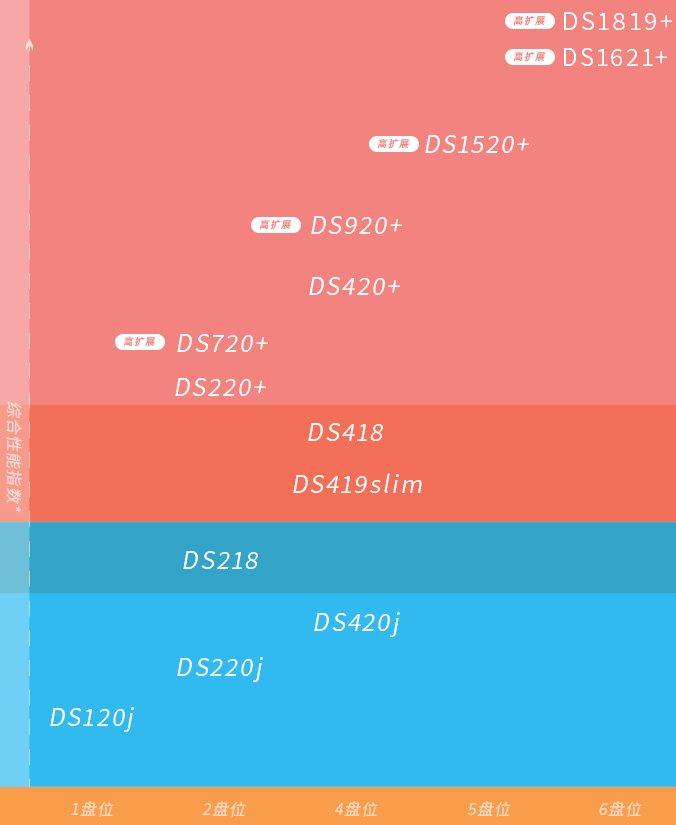 高扩展 DS1819+
高扩展 DS1621+
高扩展 DS1520+
高扩展 DS920+
DS420+
高扩展 DS720+
DS220+
综合性能指数*
DS418
DS419slim
DS218
DS420j
DS220j
DS120j
1盘位 2盘位 4盘位 5盘位 6盘位